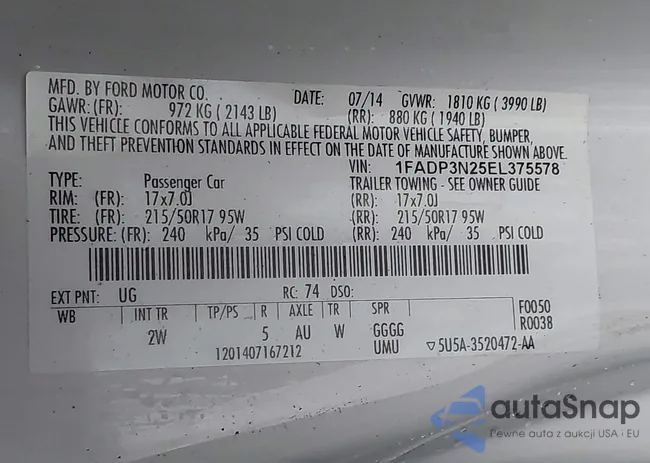 MFD. BY FORD MOTOR CO. DATE: 07/14 GVWR: 1810 KG ( 3990 LB)
GAWR: (FR): 972 KG ( 2143 LB) (RR): 880 KG ( 1940 LB)
THIS VEHICLE CONFORMS TO ALL APPLICABLE FEDERAL MOTOR VEHICLE SAFETY, BUMPER,
AND THEFT PREVENTION STANDARDS IN EFFECT ON THE DATE OF MANUFACTURE SHOWN ABOVE.
VIN: 1FADP3N25EL375578
TYPE: Passenger Car TRAILER TOWING - SEE OWNER GUIDE
RIM: (FR): 17x7.0J (RR): 17x7.0J
TIRE: (FR): 215/50R17 95W (RR): 215/50R17 95W
PRESSURE: (FR): 240 kPa/ 35 PSI COLD (RR): 240 kPa/ 35 PSI COLD
EXT PNT: UG RC: 74 DSO:
WB INT TR TP/PS R AXLE TR SPR F0050
2W 5 AU W GGGG R0038
1201407167212 UMU 5U5A-3520472-AA
autaSnap
Pewne auta z aukcji USA i EU